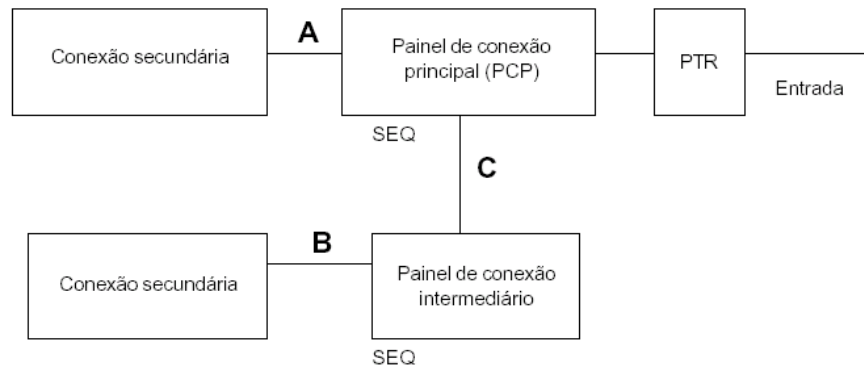 Conexão secundária
A
Painel de conexão
principal (PCP)
PTR
Entrada
SEQ
C
Conexão secundária
B
Painel de conexão
intermediário
SEQ